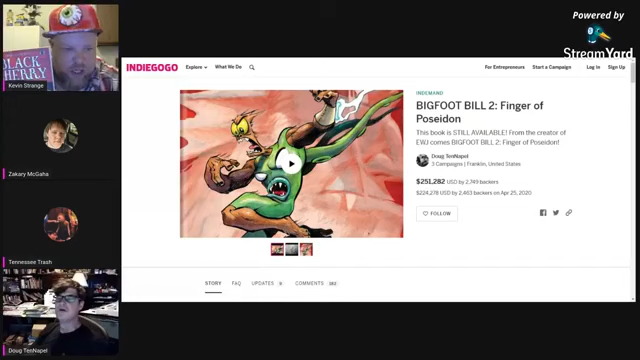 Powered by
StreamYard
BLACK
CHERRY
Kevin Strange
Zakary McGaha
Tennessee Trash
Doug TenNapel
INDIEGOGO
Explore
What We Do
For Entrepreneurs
Start a Campaign
Log In
Sign Up
INDEMAND
BIGFOOT BILL 2: Finger of
Poseidon
This book is STILL AVAILABLE! From the creator of
EWJ comes BIGFOOT BILL 2: Finger of Poseidon!
Doug TenNapel
3 Campaigns | Franklin, United States
$251,282 USD by 2,749 backers
$224,278 USD by 2,463 backers on Apr 25, 2020
FOLLOW
STORY
FAQ
UPDATES
COMMENTS